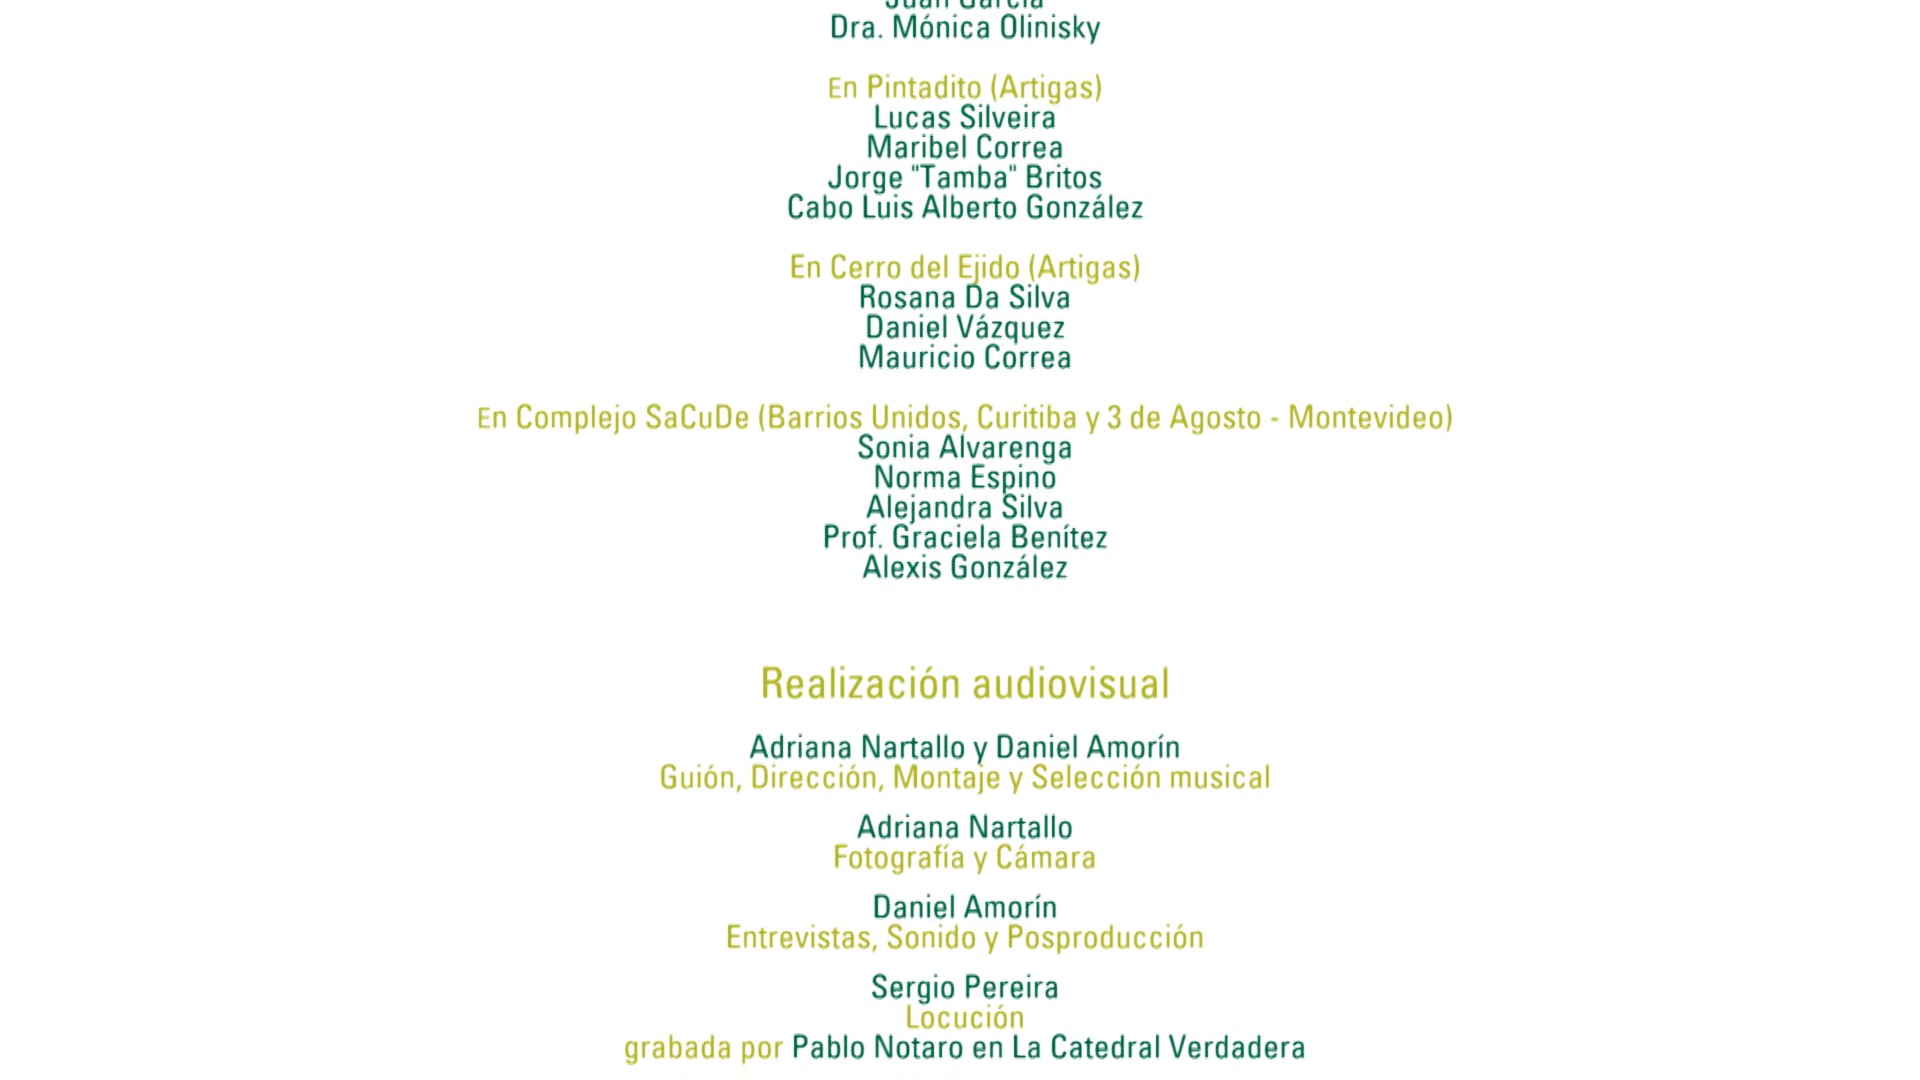 Juan García
Dra. Mónica Olinisky
En Pintadito (Artigas)
Lucas Silveira
Maribel Correa
Jorge "Tamba" Britos
Cabo Luis Alberto González
En Cerro del Ejido (Artigas)
Rosana Da Silva
Daniel Vázquez
Mauricio Correa
En Complejo SaCuDe (Barrios Unidos, Curitiba y 3 de Agosto - Montevideo)
Sonia Alvarenga
Norma Espino
Alejandra Silva
Prof. Graciela Benítez
Alexis González
Realización audiovisual
Adriana Nartallo y Daniel Amorín
Guión, Dirección, Montaje y Selección musical
Adriana Nartallo
Fotografía y Cámara
Daniel Amorín
Entrevistas, Sonido y Posproducción
Sergio Pereira
Locución
grabada por Pablo Notaro en La Catedral Verdadera